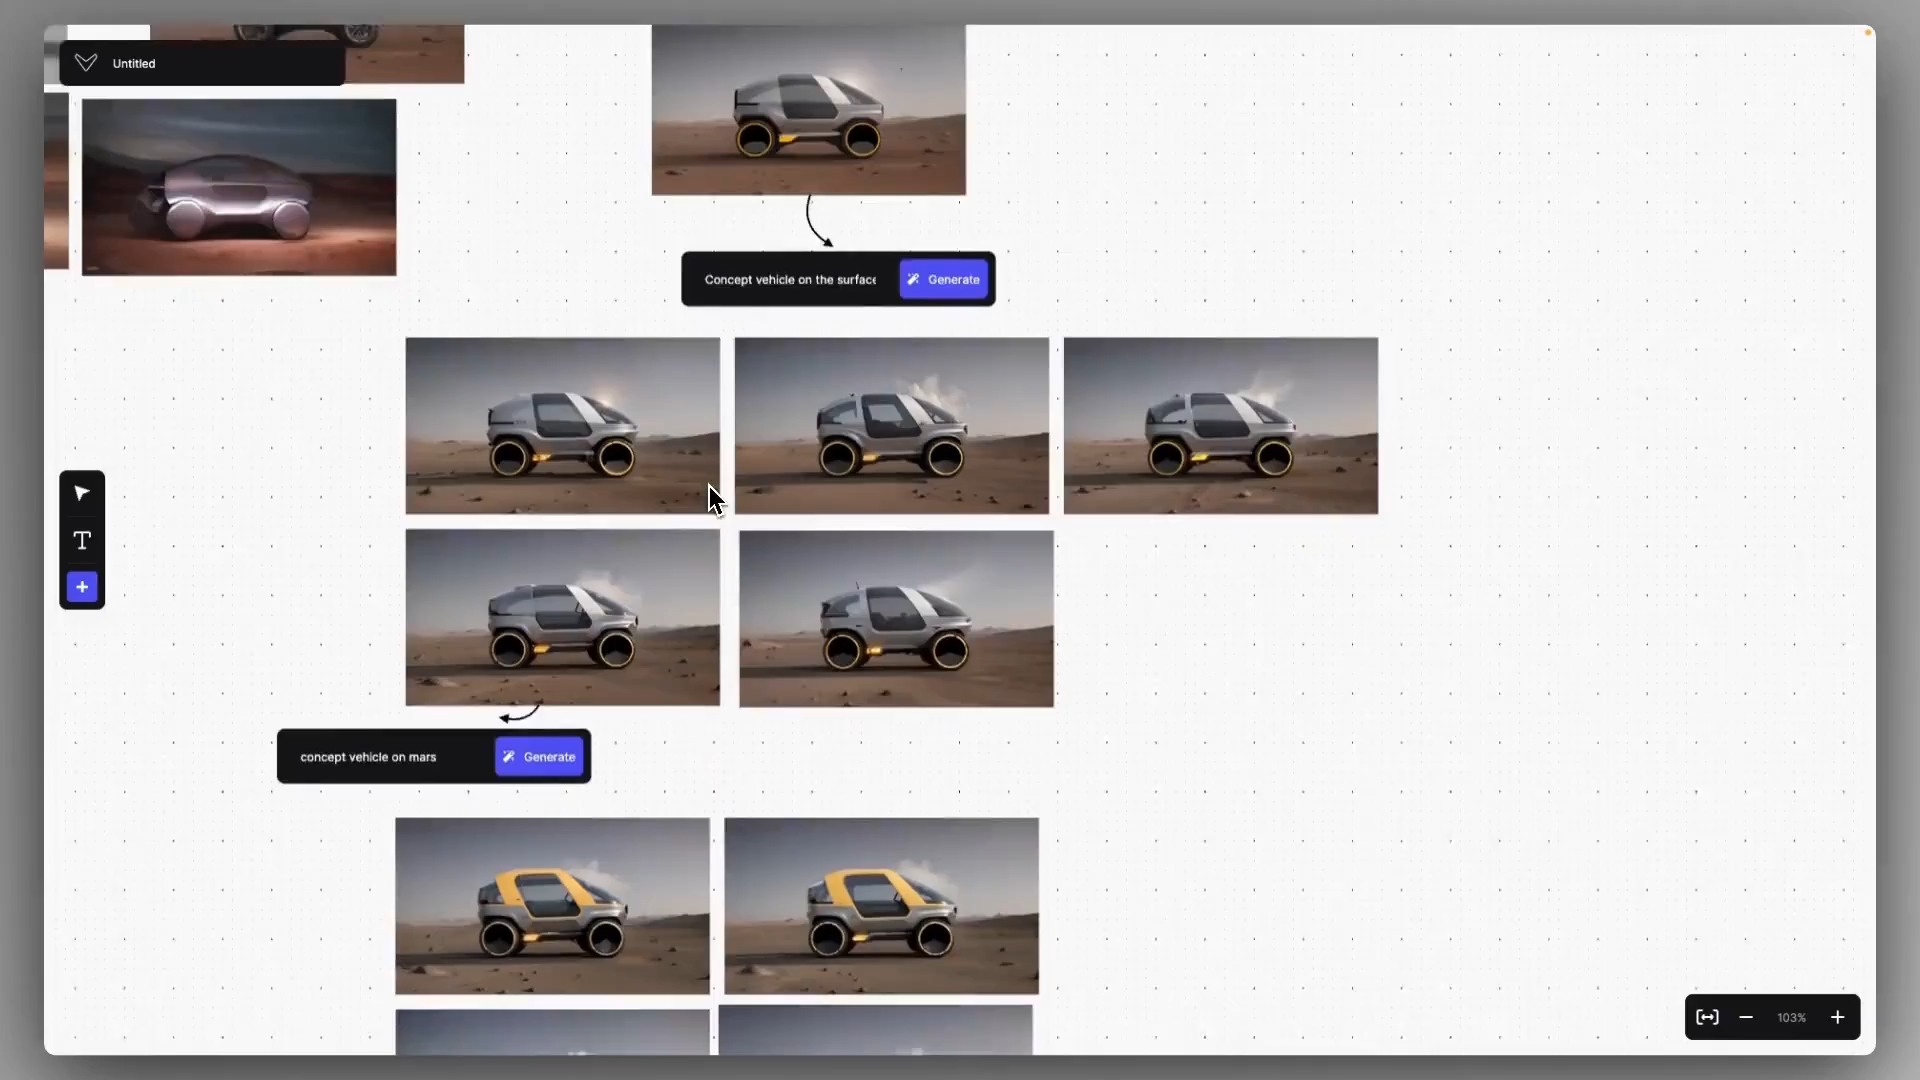 Untitled
Concept vehicle on the surface
Generate
concept vehicle on mars
Generate
103%